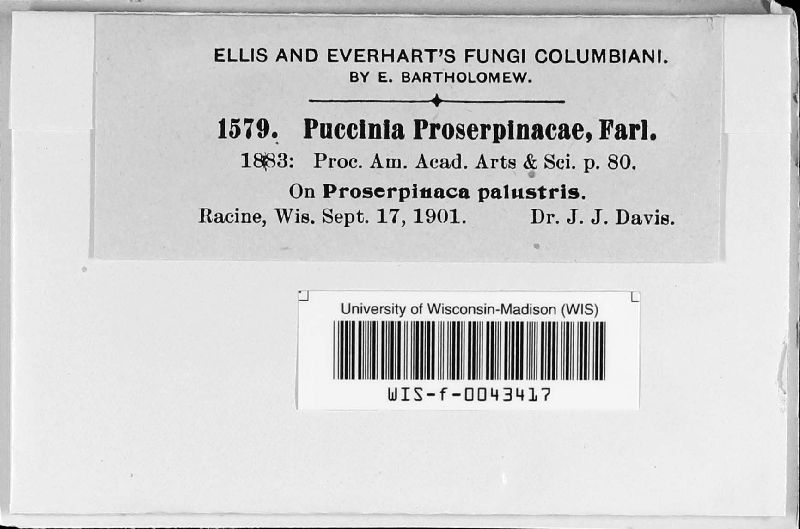 ELLIS AND EVERHART'S FUNGI COLUMBIANI.
BY E. BARTHOLOMEW.
1579. Puccinia Proserpinacae, Farl.
1883: Proc. Am. Acad. Arts & Sci. p. 80.
On Proserpinaca palustris.
Racine, Wis. Sept. 17, 1901. Dr. J. J. Davis.
University of Wisconsin-Madison (WIS)
WIS-f-0043417